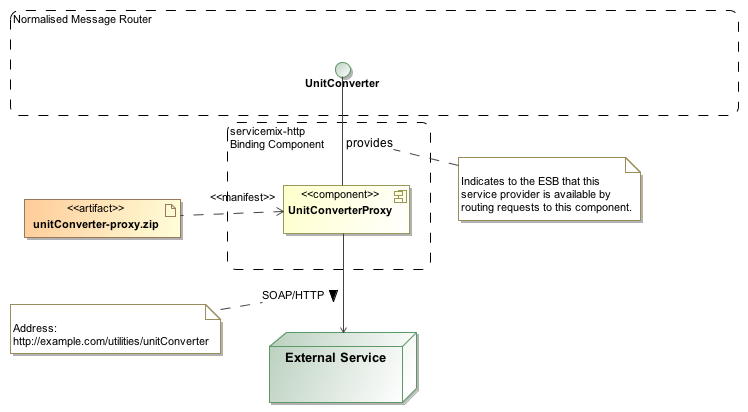 Normalised Message Router
UnitConverter
servicemix-http
Binding Component
provides
Indicates to the ESB that this
service provider is available by
routing requests to this component.
<<artifact>>
unitConverter-proxy.zip
<<manifest>>
<<component>>
UnitConverterProxy
SOAP/HTTP
Address:
http://example.com/utilities/unitConverter
External Service